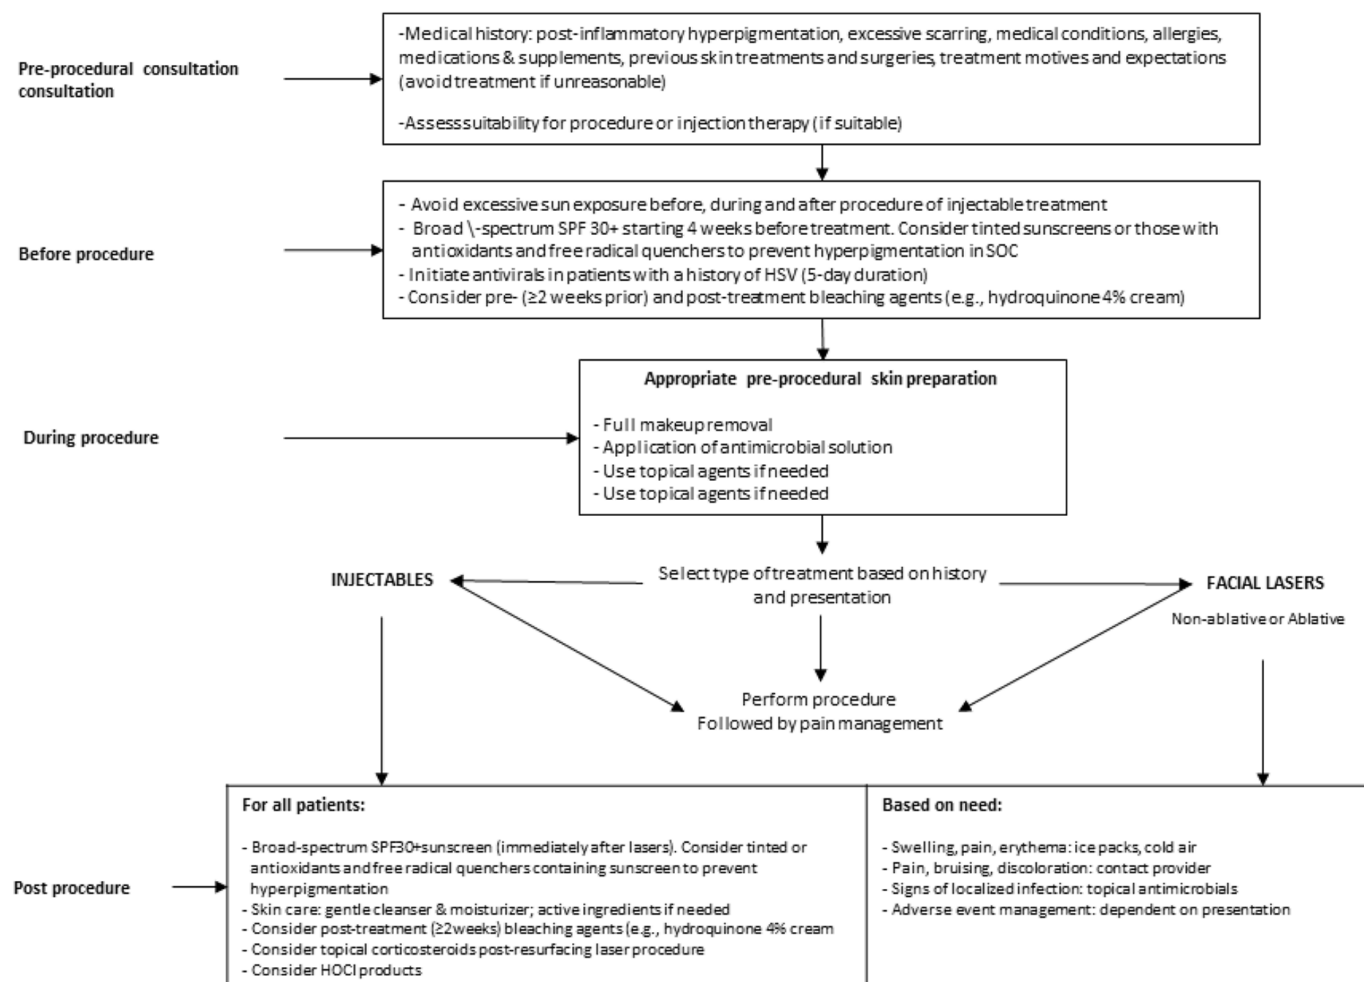 -Medical history: post-inflammatory hyperpigmentation, excessive scarring, medical conditions, allergies,
medications & supplements, previous skin treatments and surgeries, treatment motives and expectations
(avoid treatment if unreasonable)
-Assess suitability for procedure or injection therapy (if suitable)
Pre-procedural consultation
consultation
- Avoid excessive sun exposure before, during and after procedure of injectable treatment
- Broad \-spectrum SPF 30+ starting 4 weeks before treatment. Consider tinted sunscreens or those with
antioxidants and free radical quenchers to prevent hyperpigmentation in SOC
- Initiate antivirals in patients with a history of HSV (5-day duration)
- Consider pre- (≥2 weeks prior) and post-treatment bleaching agents (e.g., hydroquinone 4% cream)
Before procedure
Appropriate pre-procedural skin preparation
- Full makeup removal
- Application of antimicrobial solution
- Use topical agents if needed
- Use topical agents if needed
During procedure
INJECTABLES
Select type of treatment based on history
and presentation
FACIAL LASERS
Non-ablative or Ablative
Perform procedure
Followed by pain management
Post procedure
For all patients:
- Broad-spectrum SPF30+sunscreen (immediately after lasers). Consider tinted or
antioxidants and free radical quenchers containing sunscreen to prevent
hyperpigmentation
- Skin care: gentle cleanser & moisturizer; active ingredients if needed
- Consider post-treatment (≥2weeks) bleaching agents (e.g., hydroquinone 4% cream
- Consider topical corticosteroids post-resurfacing laser procedure
- Consider HOCl products
Based on need:
- Swelling, pain, erythema: ice packs, cold air
- Pain, bruising, discoloration: contact provider
- Signs of localized infection: topical antimicrobials
- Adverse event management: dependent on presentation